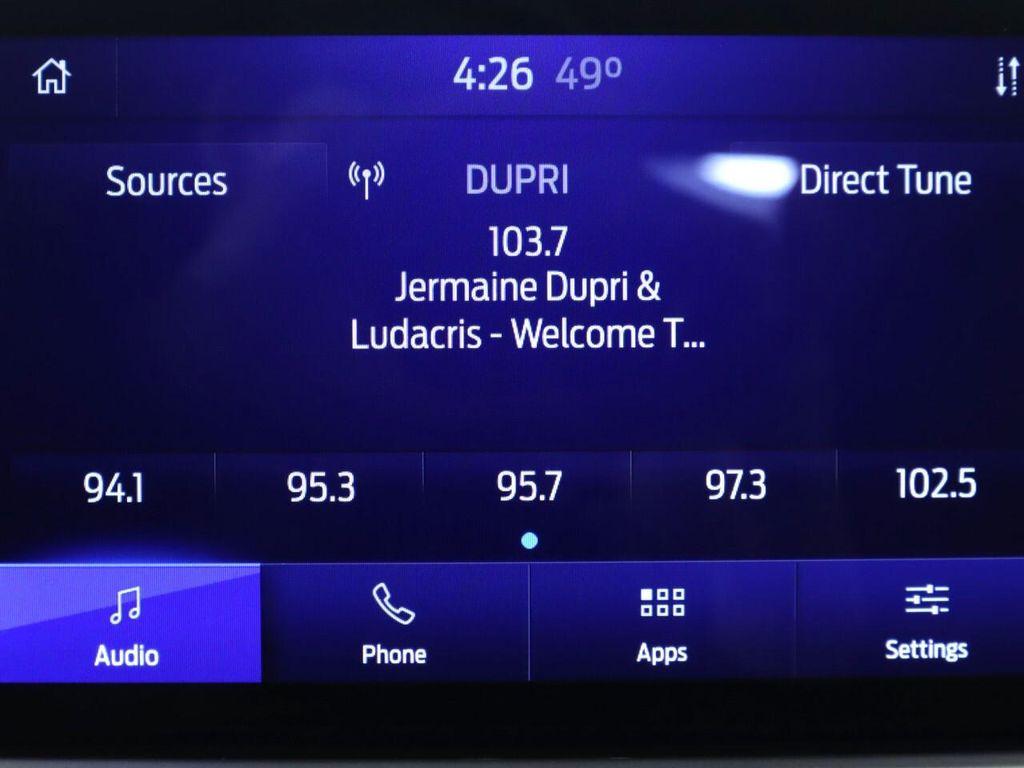 4:26 49°
Sources DUPRI Direct Tune
103.7
Jermaine Dupri &
Ludacris - Welcome T...
94.1 95.3 95.7 97.3 102.5
Audio Phone Apps Settings